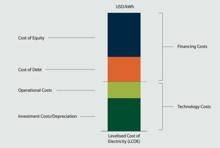 USD/kWh
Cost of Equity
Financing Costs
Cost of Debt
Operational Costs
Technology Costs
Investment Costs/Depreciation
Levelised Cost of
Electricity (LCOE)